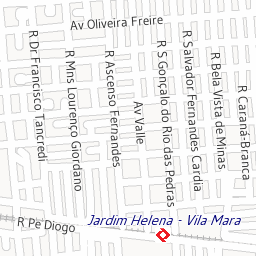 Av Oliveira Freire
R Dr Francisco Tancredi
R Mns Lourenço Giordano
R Ascenso Fernandes
Av Valle
R S Gonçalo do Rio das Pedras
R Salvador Fernandes Cardia
R Bela Vista de Minas
R Caraná-Branca
Jardim Helena - Vila Mara
R Pe Diogo